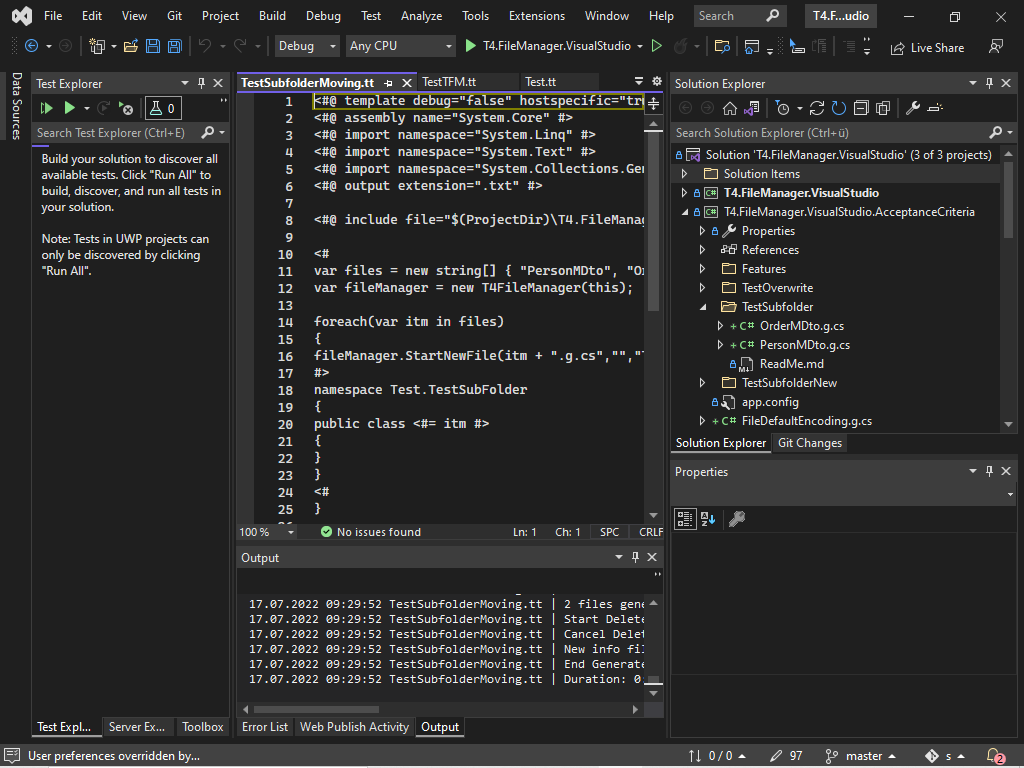 File Edit View Git Project Build Debug Test Analyze Tools Extensions Window Help Search T4.F...udio
Debug Any CPU T4.FileManager.VisualStudio Live Share
Data Sources
Test Explorer
0
Search Test Explorer (Ctrl+E)
Build your solution to discover all
available tests. Click "Run All" to
build, discover, and run all tests in
your solution.
Note: Tests in UWP projects can
only be discovered by clicking
"Run All".
Test Expl... Server Ex... Toolbox
TestSubfolderMoving.tt TestTFM.tt Test.tt
1 <#@ template debug="false" hostspecific="tr
2 <#@ assembly name="System.Core" #>
3 <#@ import namespace="System.Linq" #>
4 <#@ import namespace="System.Text" #>
5 <#@ import namespace="System.Collections.Gen
6 <#@ output extension=".txt" #>
7
8 <#@ include file="$(ProjectDir)\T4.FileManag
9
10 <#
11 var files = new string[] { "PersonMDto", "Or
12 var fileManager = new T4FileManager(this);
13
14 foreach(var itm in files)
15 {
16 fileManager.StartNewFile(itm + ".g.cs","","T
17 #>
18 namespace Test.TestSubFolder
19 {
20 public class <#= itm #>
21 {
22 }
23 }
24 <#
25 }
100 % No issues found Ln: 1 Ch: 1 SPC CRLF
Output
17.07.2022 09:29:52 TestSubfolderMoving.tt | 2 files gene
17.07.2022 09:29:52 TestSubfolderMoving.tt | Start Delete
17.07.2022 09:29:52 TestSubfolderMoving.tt | Cancel Delet
17.07.2022 09:29:52 TestSubfolderMoving.tt | New info fil
17.07.2022 09:29:52 TestSubfolderMoving.tt | End Generate
17.07.2022 09:29:52 TestSubfolderMoving.tt | Duration: 0
Error List Web Publish Activity Output
Solution Explorer
Search Solution Explorer (Ctrl+ü)
Solution 'T4.FileManager.VisualStudio' (3 of 3 projects)
Solution Items
C# T4.FileManager.VisualStudio
C# T4.FileManager.VisualStudio.AcceptanceCriteria
Properties
References
Features
TestOverwrite
TestSubfolder
+ C# OrderMDto.g.cs
+ C# PersonMDto.g.cs
ReadMe.md
TestSubfolderNew
app.config
+ C# FileDefaultEncoding.g.cs
Solution Explorer Git Changes
Properties
User preferences overridden by... 0 / 0 97 master s 2